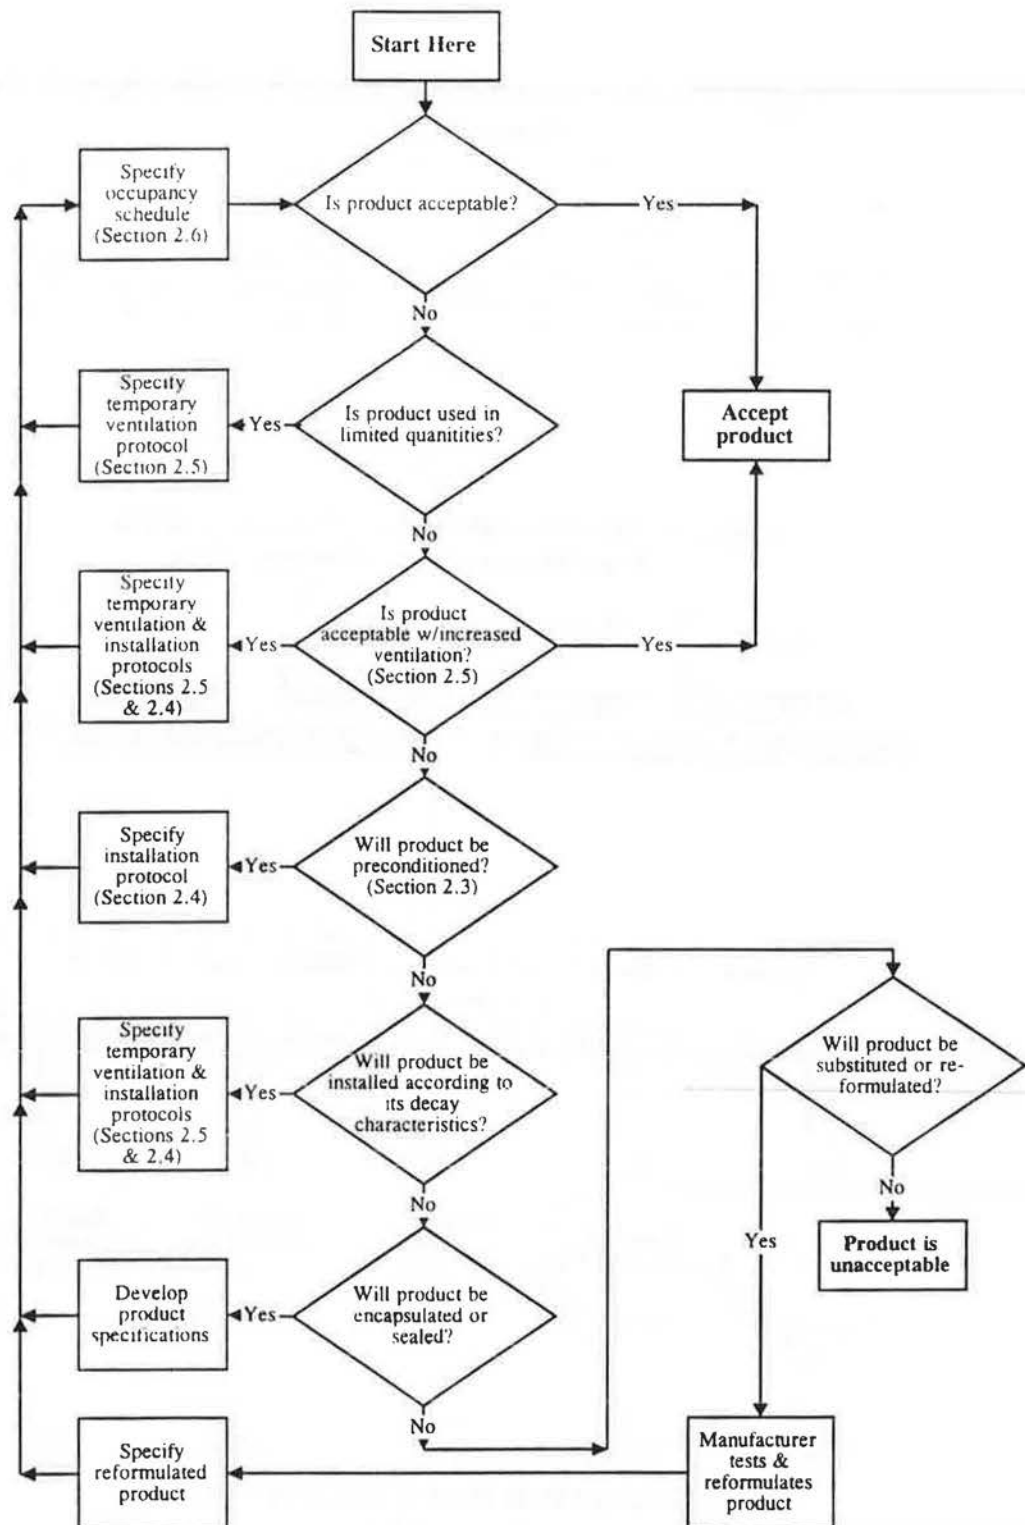 Start Here
Specify
occupancy
schedule
(Section 2.6)
Is product acceptable?
Yes
No
Specify
temporary
ventilation
protocol
(Section 2.5)
Yes
Is product used in
limited quanitities?
Accept
product
No
Specify
temporary
ventilation &
installation
protocols
(Sections 2.5
& 2.4)
Yes
Is product
acceptable w/increased
ventilation?
(Section 2.5)
Yes
No
Specify
installation
protocol
(Section 2.4)
Yes
Will product be
preconditioned?
(Section 2.3)
No
Specify
temporary
ventilation &
installation
protocols
(Sections 2.5
& 2.4)
Yes
Will product be
installed according to
its decay
characteristics?
Will product be
substituted or re-
formulated?
No
No
Yes
Product is
unacceptable
Develop
product
specifications
Yes
Will product be
encapsulated or
sealed?
No
Specify
reformulated
product
Manufacturer
tests &
reformulates
product